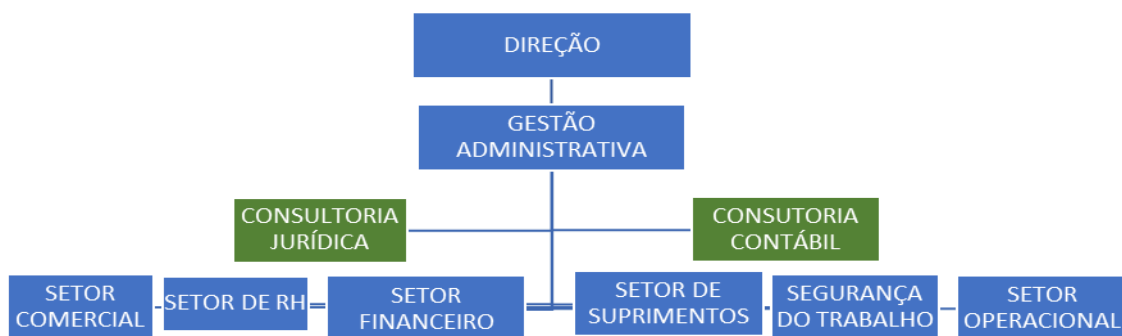 DIREÇÃO
GESTÃO
ADMINISTRATIVA
CONSULTORIA
JURÍDICA
CONSUTORIA
CONTÁBIL
SETOR
COMERCIAL
SETOR DE RH
SETOR
FINANCEIRO
SETOR DE
SUPRIMENTOS
SEGURANÇA
DO TRABALHO
SETOR
OPERACIONAL